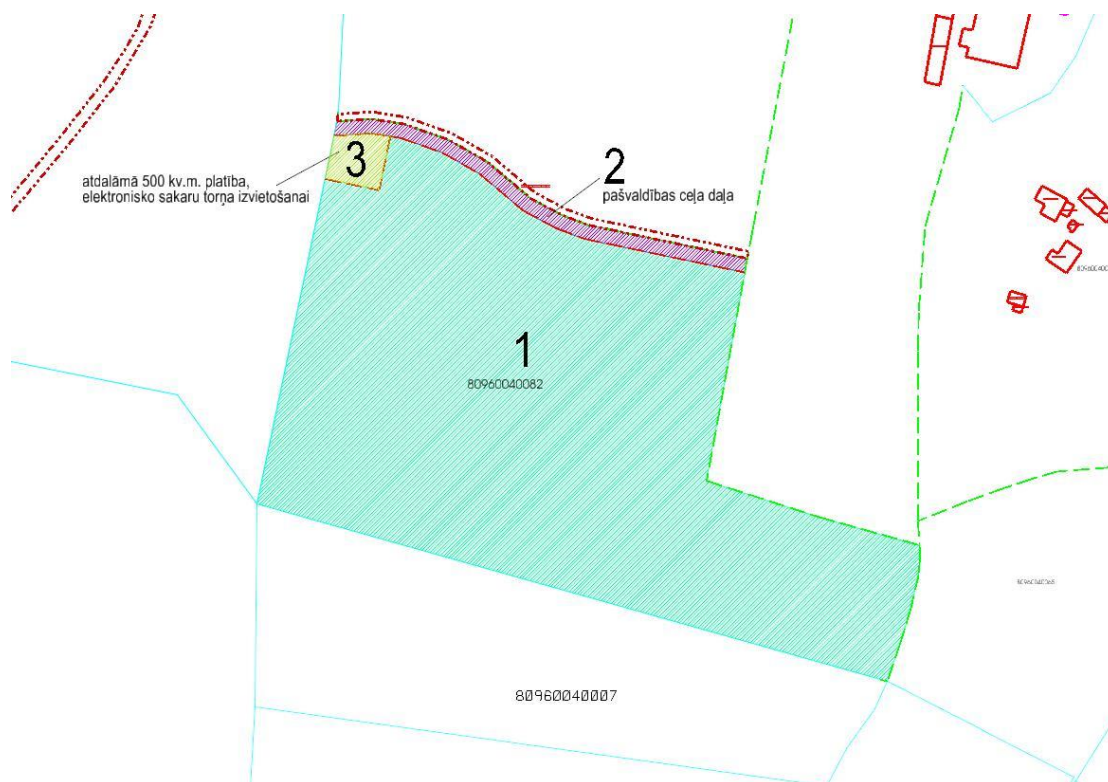 3
2
atdalāmā 500 kv.m. platība,
elektronisko sakaru torņa izvietošanai
pašvaldības ceļa daļa
1
80960040082
80960040007